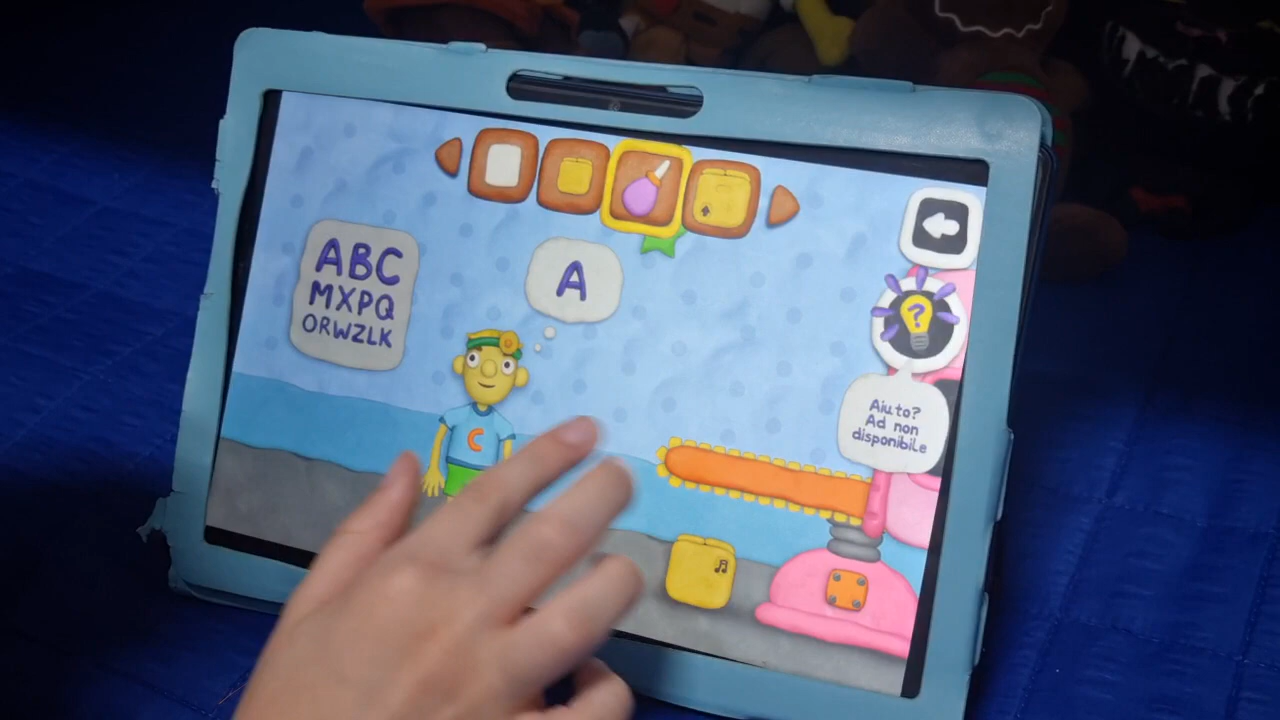 ABC
MXPQ
ORWZLK
A
C
Aiuto?
Ad non
disponibile
?